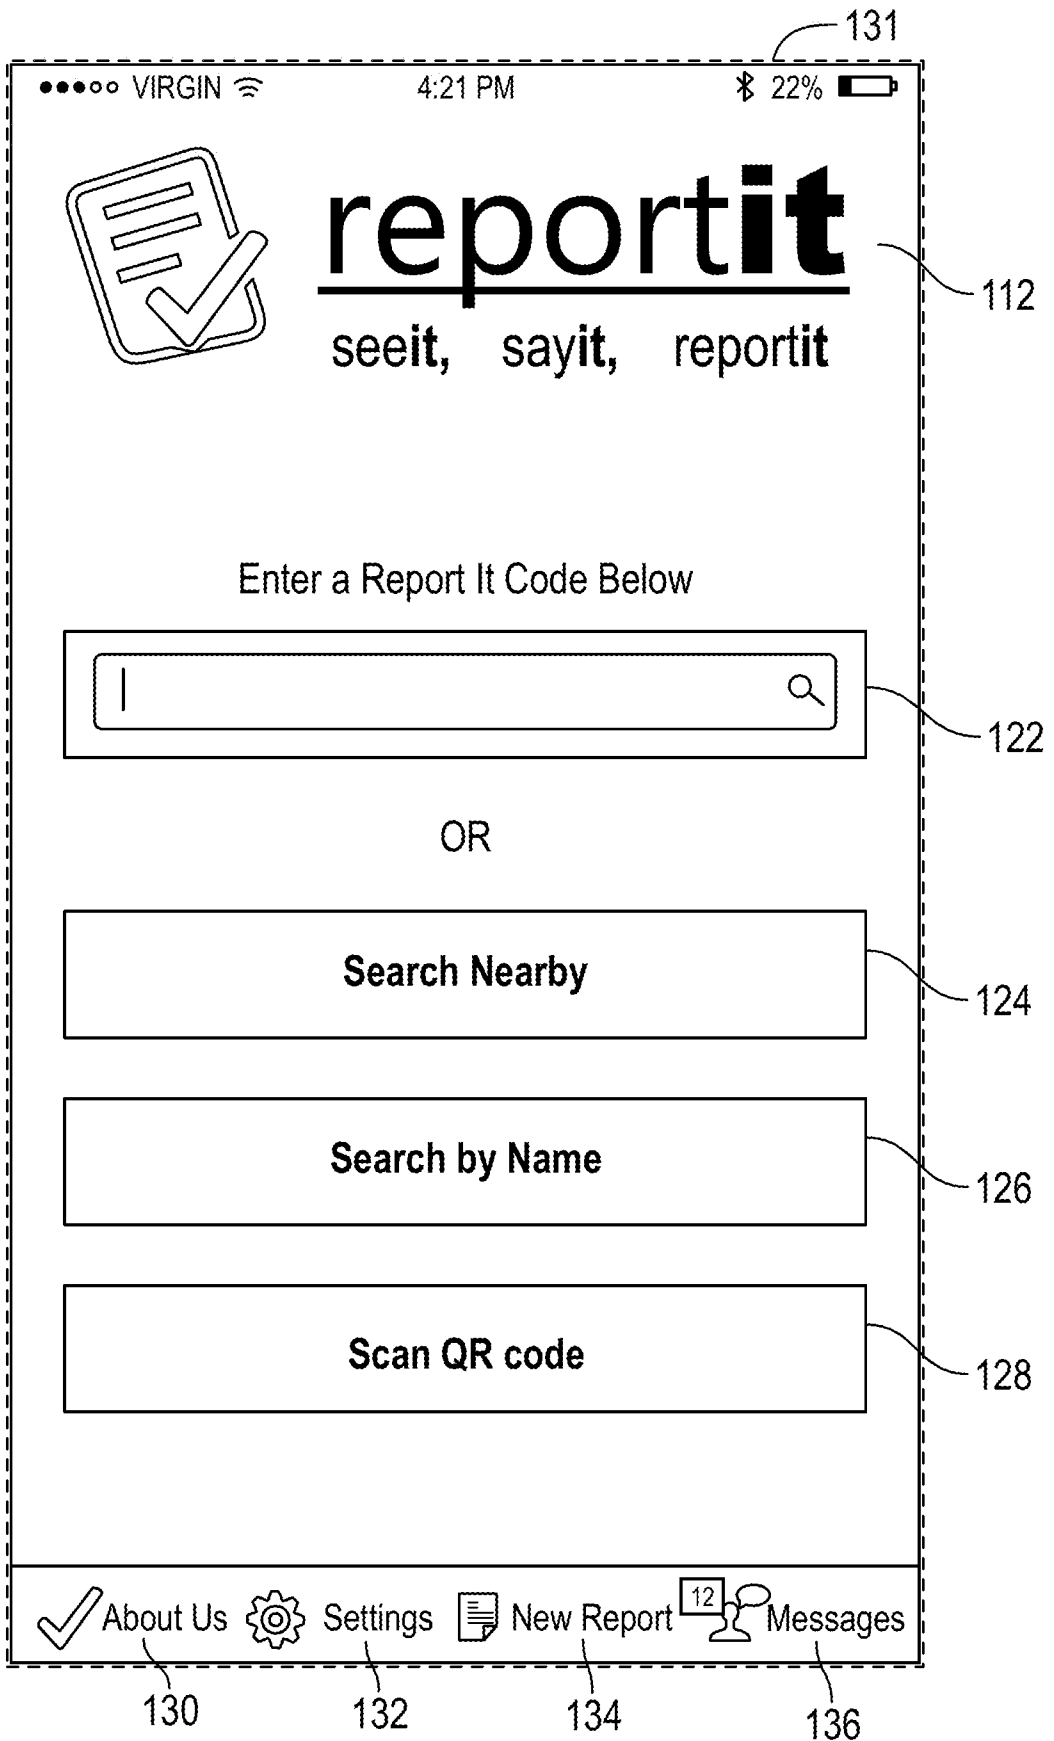 131
VIRGIN 4:21 PM 22%
reportit
112
seeit, sayit, reportit
Enter a Report It Code Below
122
OR
Search Nearby
124
Search by Name
126
Scan QR code
128
About Us Settings New Report 12 Messages
130 132 134 136